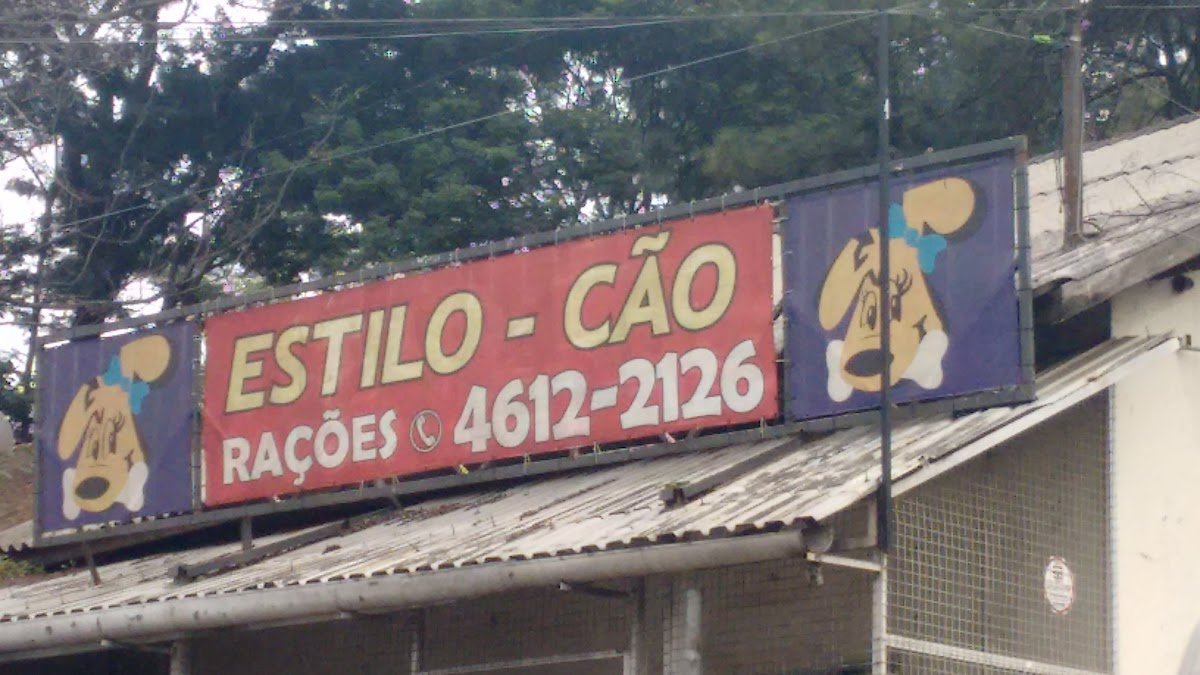 ESTILO - CÃO
RAÇÕES 4612-2126